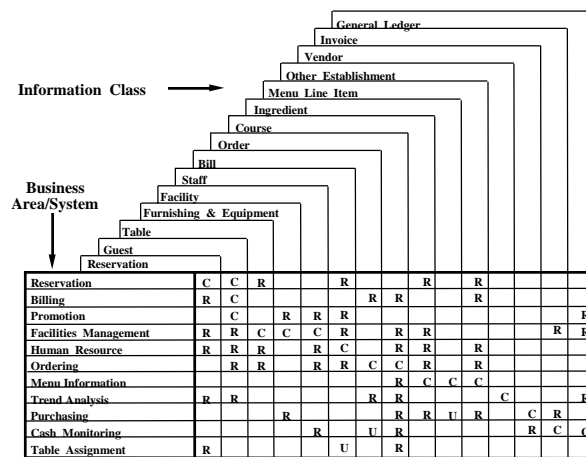 General Ledger
Invoice
Vendor
Other Establishment
Information Class
Menu Line Item
Ingredient
Course
Order
Bill
Staff
Business
Area/System
Facility
Furnishing & Equipment
Table
Guest
Reservation
Reservation C C R R R R
Billing R C R R R
Promotion C R R R R
Facilities Management R R C C C R R R R R
Human Resource R R R R C R R R
Ordering R R R R C C R R
Menu Information R C C C
Trend Analysis R R R R C R
Purchasing R R R U R C R
Cash Monitoring R U R R C
Table Assignment R U R